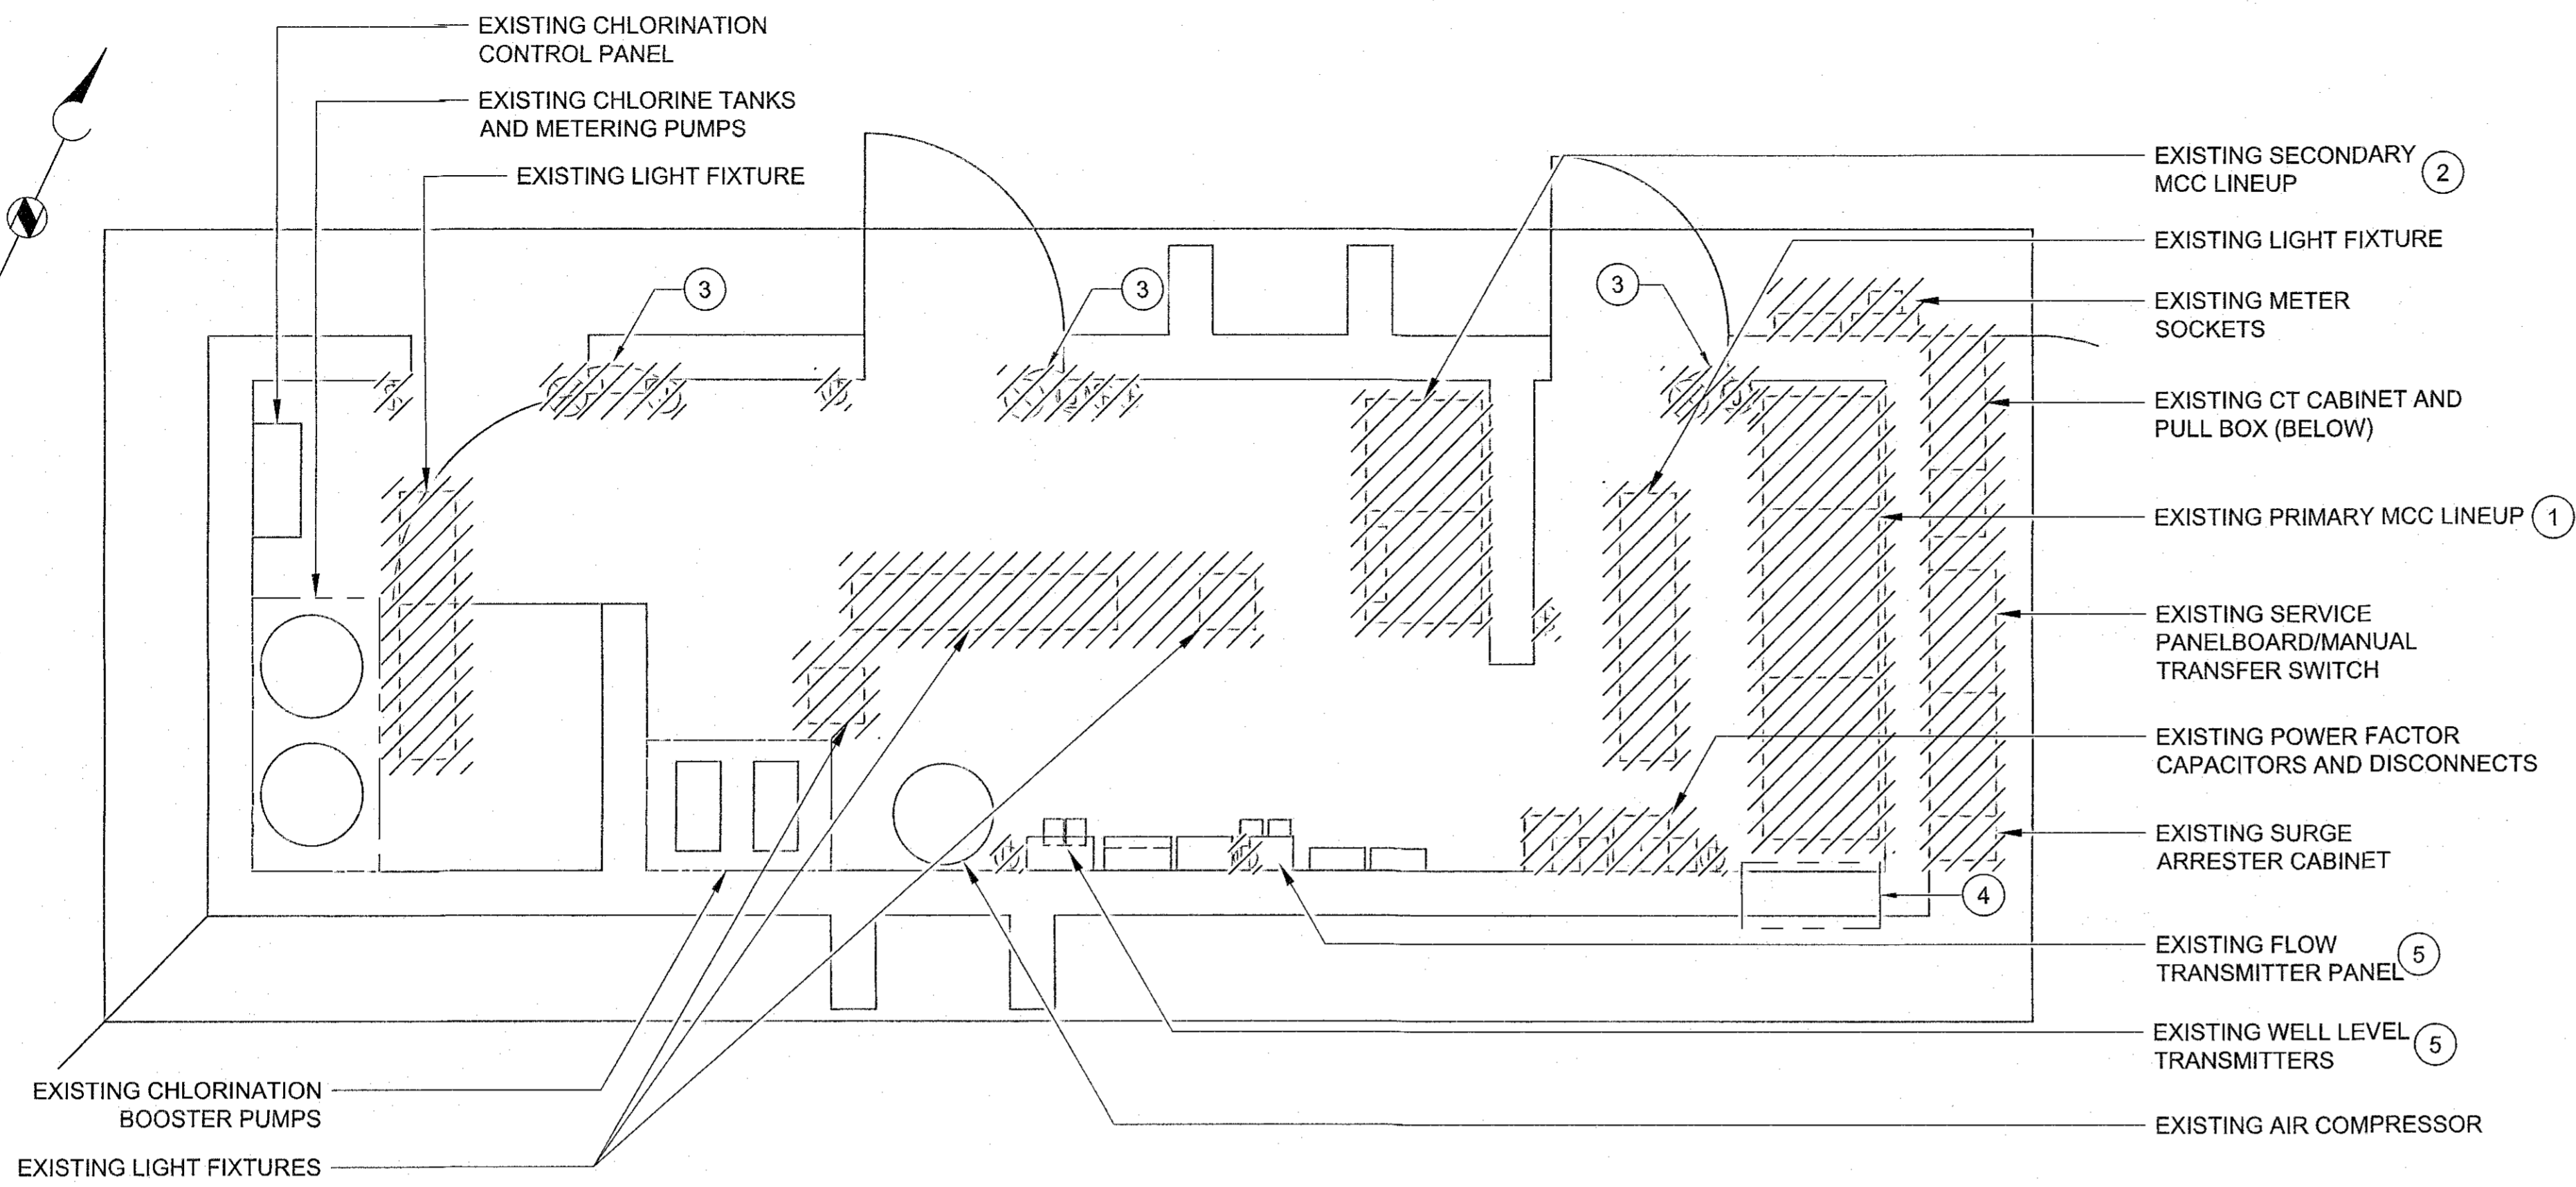 EXISTING CHLORINATION
CONTROL PANEL
EXISTING CHLORINE TANKS
AND METERING PUMPS
EXISTING LIGHT FIXTURE
3
3
3
EXISTING SECONDARY
MCC LINEUP 2
EXISTING LIGHT FIXTURE
EXISTING METER
SOCKETS
EXISTING CT CABINET AND
PULL BOX (BELOW)
EXISTING PRIMARY MCC LINEUP 1
EXISTING SERVICE
PANELBOARD/MANUAL
TRANSFER SWITCH
EXISTING POWER FACTOR
CAPACITORS AND DISCONNECTS
EXISTING SURGE
ARRESTER CABINET
4
EXISTING FLOW
TRANSMITTER PANEL 5
EXISTING WELL LEVEL
TRANSMITTERS 5
EXISTING AIR COMPRESSOR
EXISTING CHLORINATION
BOOSTER PUMPS
EXISTING LIGHT FIXTURES